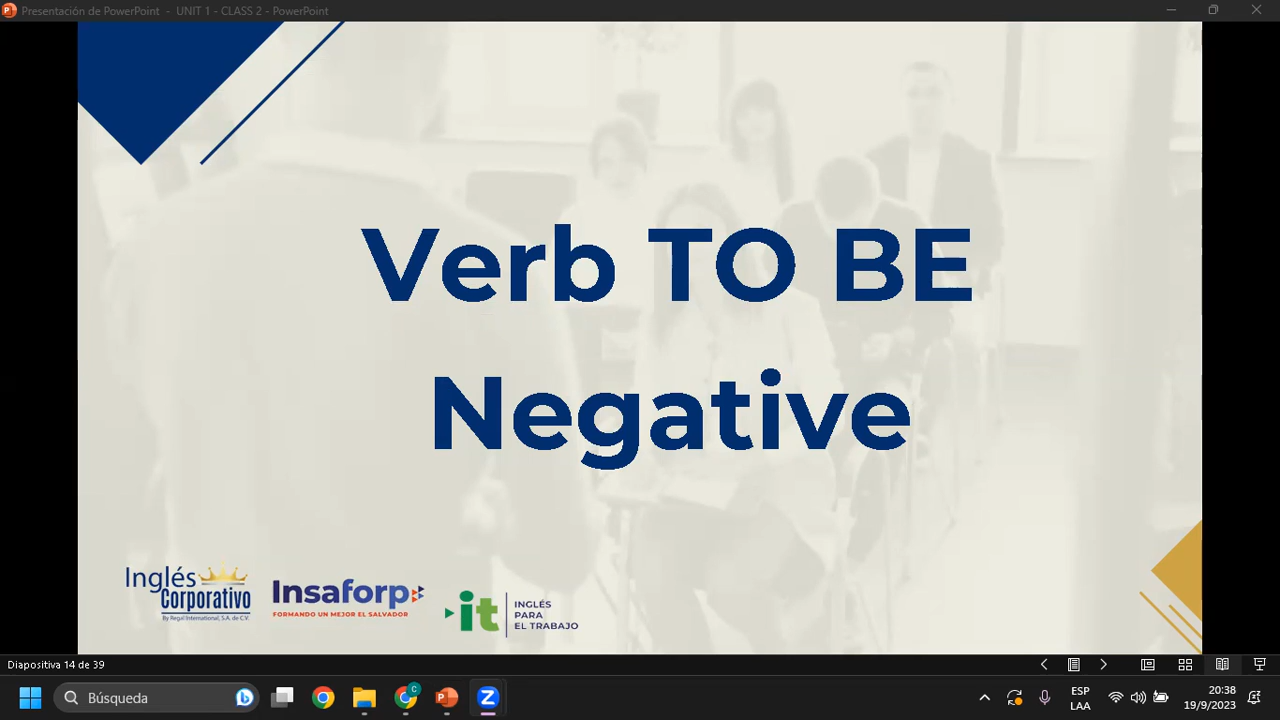 Presentación de PowerPoint - UNIT 1 - CLASS 2 - PowerPoint
Verb TO BE
Negative
Inglés
Corporativo
By Regal International, S.A. de C.V.
Insaforp
FORMANDO UN MEJOR EL SALVADOR
it
INGLÉS
PARA
EL TRABAJO
Diapositiva 14 de 39
Búsqueda
C
ESP
LAA
20:38
19/9/2023